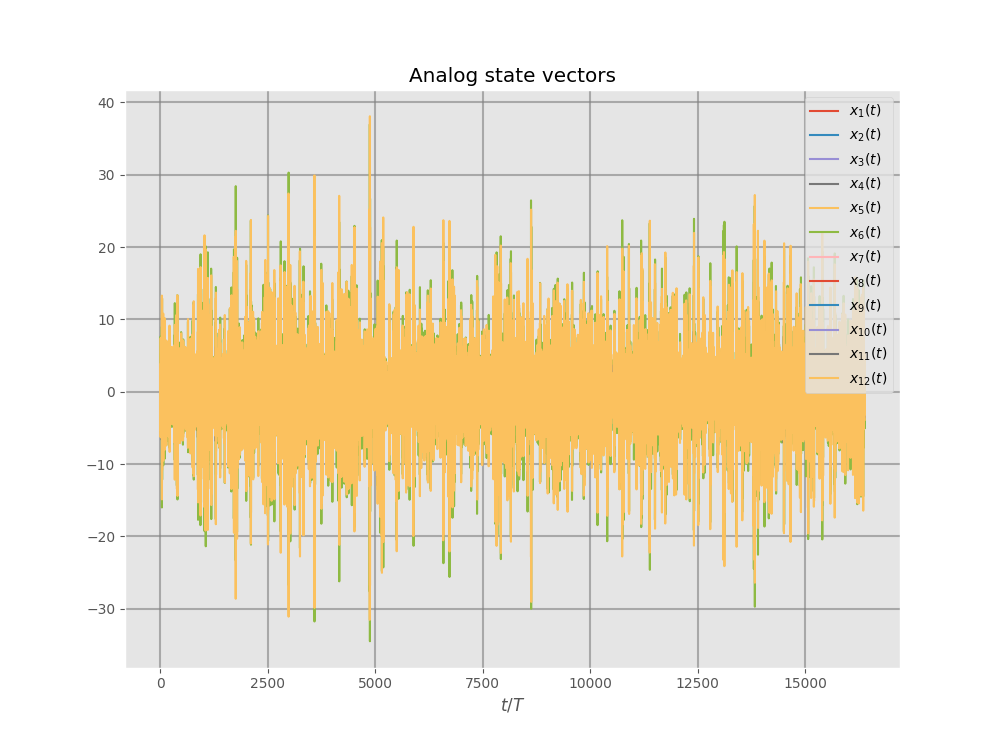 Analog state vectors
40
30
20
10
0
−10
−20
−30
0 2500 5000 7500 10000 12500 15000
t/T
x₁(t)
x₂(t)
x₃(t)
x₄(t)
x₅(t)
x₆(t)
x₇(t)
x₈(t)
x₉(t)
x₁₀(t)
x₁₁(t)
x₁₂(t)